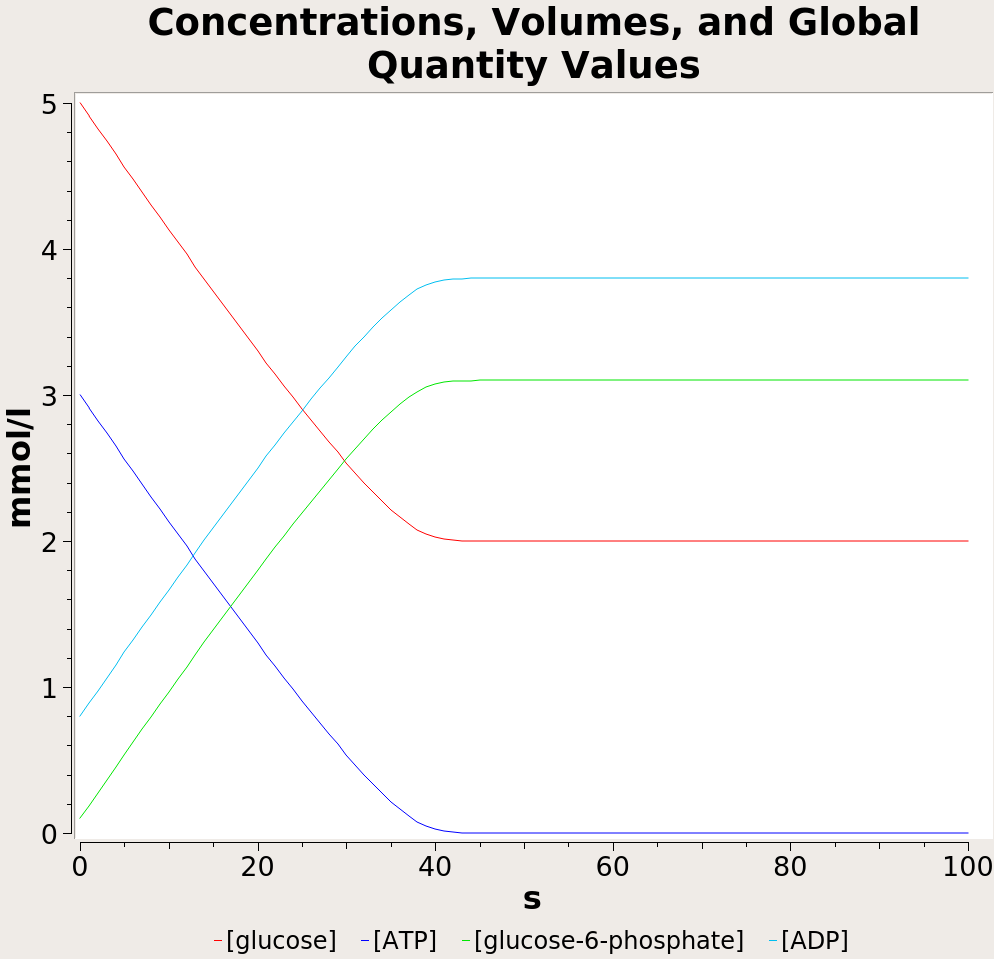 Concentrations, Volumes, and Global
Quantity Values
5
4
3
2
1
0
mmol/l
0 20 40 60 80 100
s
[glucose] [ATP] [glucose-6-phosphate] [ADP]